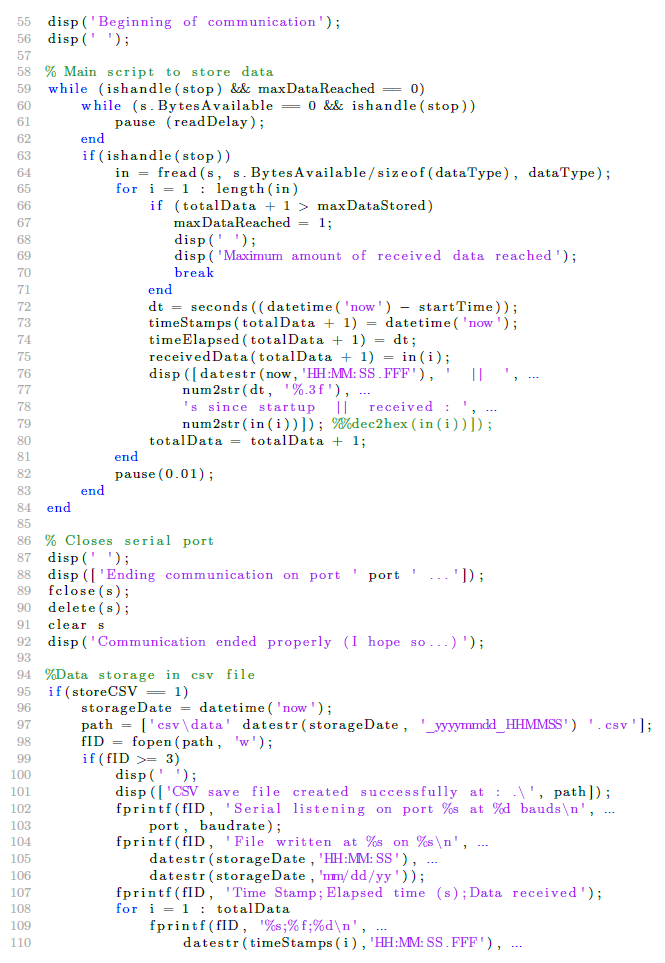 55 disp('Beginning of communication');
56 disp(' ');
57
58 % Main script to store data
59 while (ishandle(stop) && maxDataReached == 0)
60 while (s.BytesAvailable == 0 && ishandle(stop))
61 pause (readDelay);
62 end
63 if(ishandle(stop))
64 in = fread(s, s.BytesAvailable/sizeof(dataType), dataType);
65 for i = 1 : length(in)
66 if (totalData + 1 > maxDataStored)
67 maxDataReached = 1;
68 disp(' ');
69 disp('Maximum amount of received data reached');
70 break
71 end
72 dt = seconds((datetime('now') - startTime));
73 timeStamps(totalData + 1) = datetime('now');
74 timeElapsed(totalData + 1) = dt;
75 receivedData(totalData + 1) = in(i);
76 disp([datestr(now,'HH:MM:SS.FFF'), ' || ', ...
77 num2str(dt, '%.3f'), ...
78 's since startup || received : ', ...
79 num2str(in(i))]); %%dec2hex(in(i))]);
80 totalData = totalData + 1;
81 end
82 pause(0.01);
83 end
84 end
85
86 % Closes serial port
87 disp(' ');
88 disp(['Ending communication on port ' port ' ...']);
89 fclose(s);
90 delete(s);
91 clear s
92 disp('Communication ended properly (I hope so...)');
93
94 %Data storage in csv file
95 if(storeCSV == 1)
96 storageDate = datetime('now');
97 path = ['csv\data' datestr(storageDate, '_yyyymmdd_HHMMSS') '.csv'];
98 fID = fopen(path, 'w');
99 if(fID >= 3)
100 disp(' ');
101 disp(['CSV save file created successfully at : .\', path]);
102 fprintf(fID, 'Serial listening on port %s at %d bauds\n', ...
103 port, baudrate);
104 fprintf(fID, 'File written at %s on %s\n', ...
105 datestr(storageDate,'HH:MM:SS'), ...
106 datestr(storageDate,'mm/dd/yy'));
107 fprintf(fID, 'Time Stamp;Elapsed time (s);Data received');
108 for i = 1 : totalData
109 fprintf(fID, '%s;%f;%d\n', ...
110 datestr(timeStamps(i),'HH:MM:SS.FFF'), ...